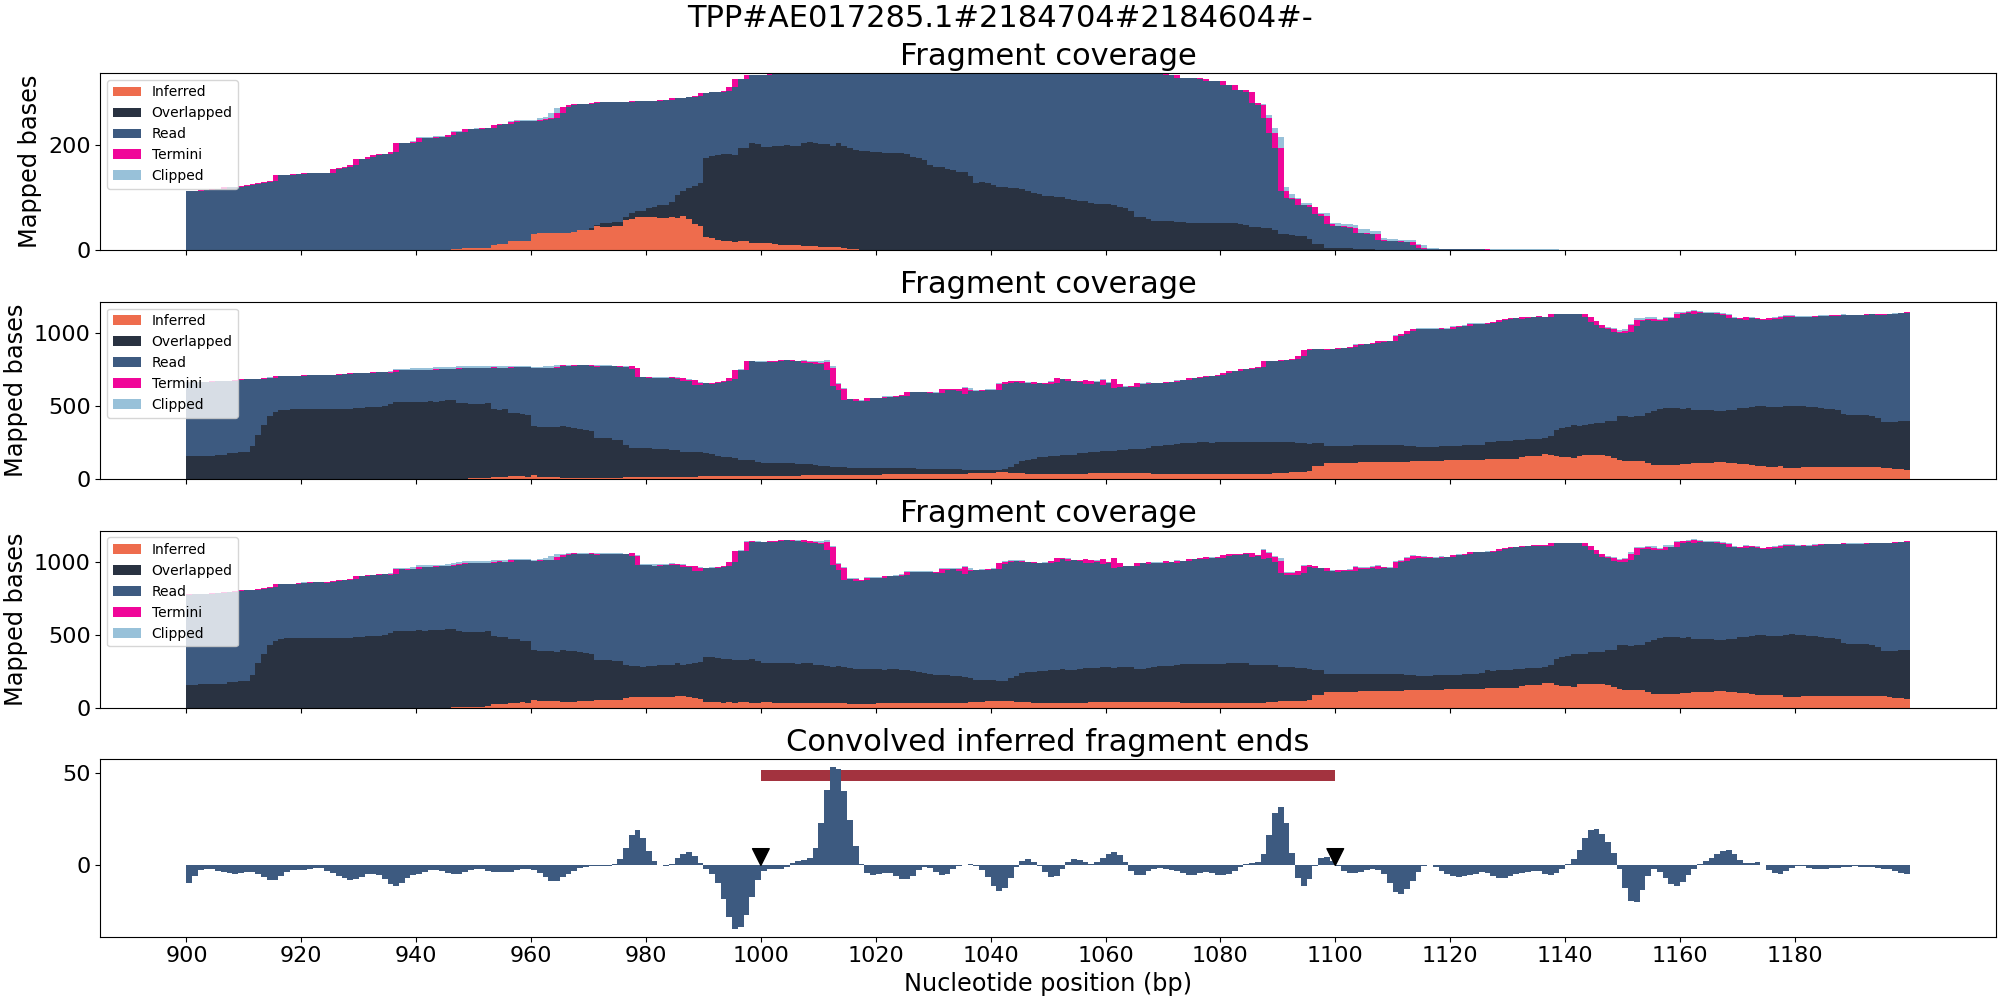 TPP#AE017285.1#2184704#2184604#-
Fragment coverage
Mapped bases
200
0
Inferred
Overlapped
Read
Termini
Clipped
Fragment coverage
Mapped bases
1000
500
0
Inferred
Overlapped
Read
Termini
Clipped
Fragment coverage
Mapped bases
1000
500
0
Inferred
Overlapped
Read
Termini
Clipped
Convolved inferred fragment ends
50
0
900 920 940 960 980 1000 1020 1040 1060 1080 1100 1120 1140 1160 1180
Nucleotide position (bp)